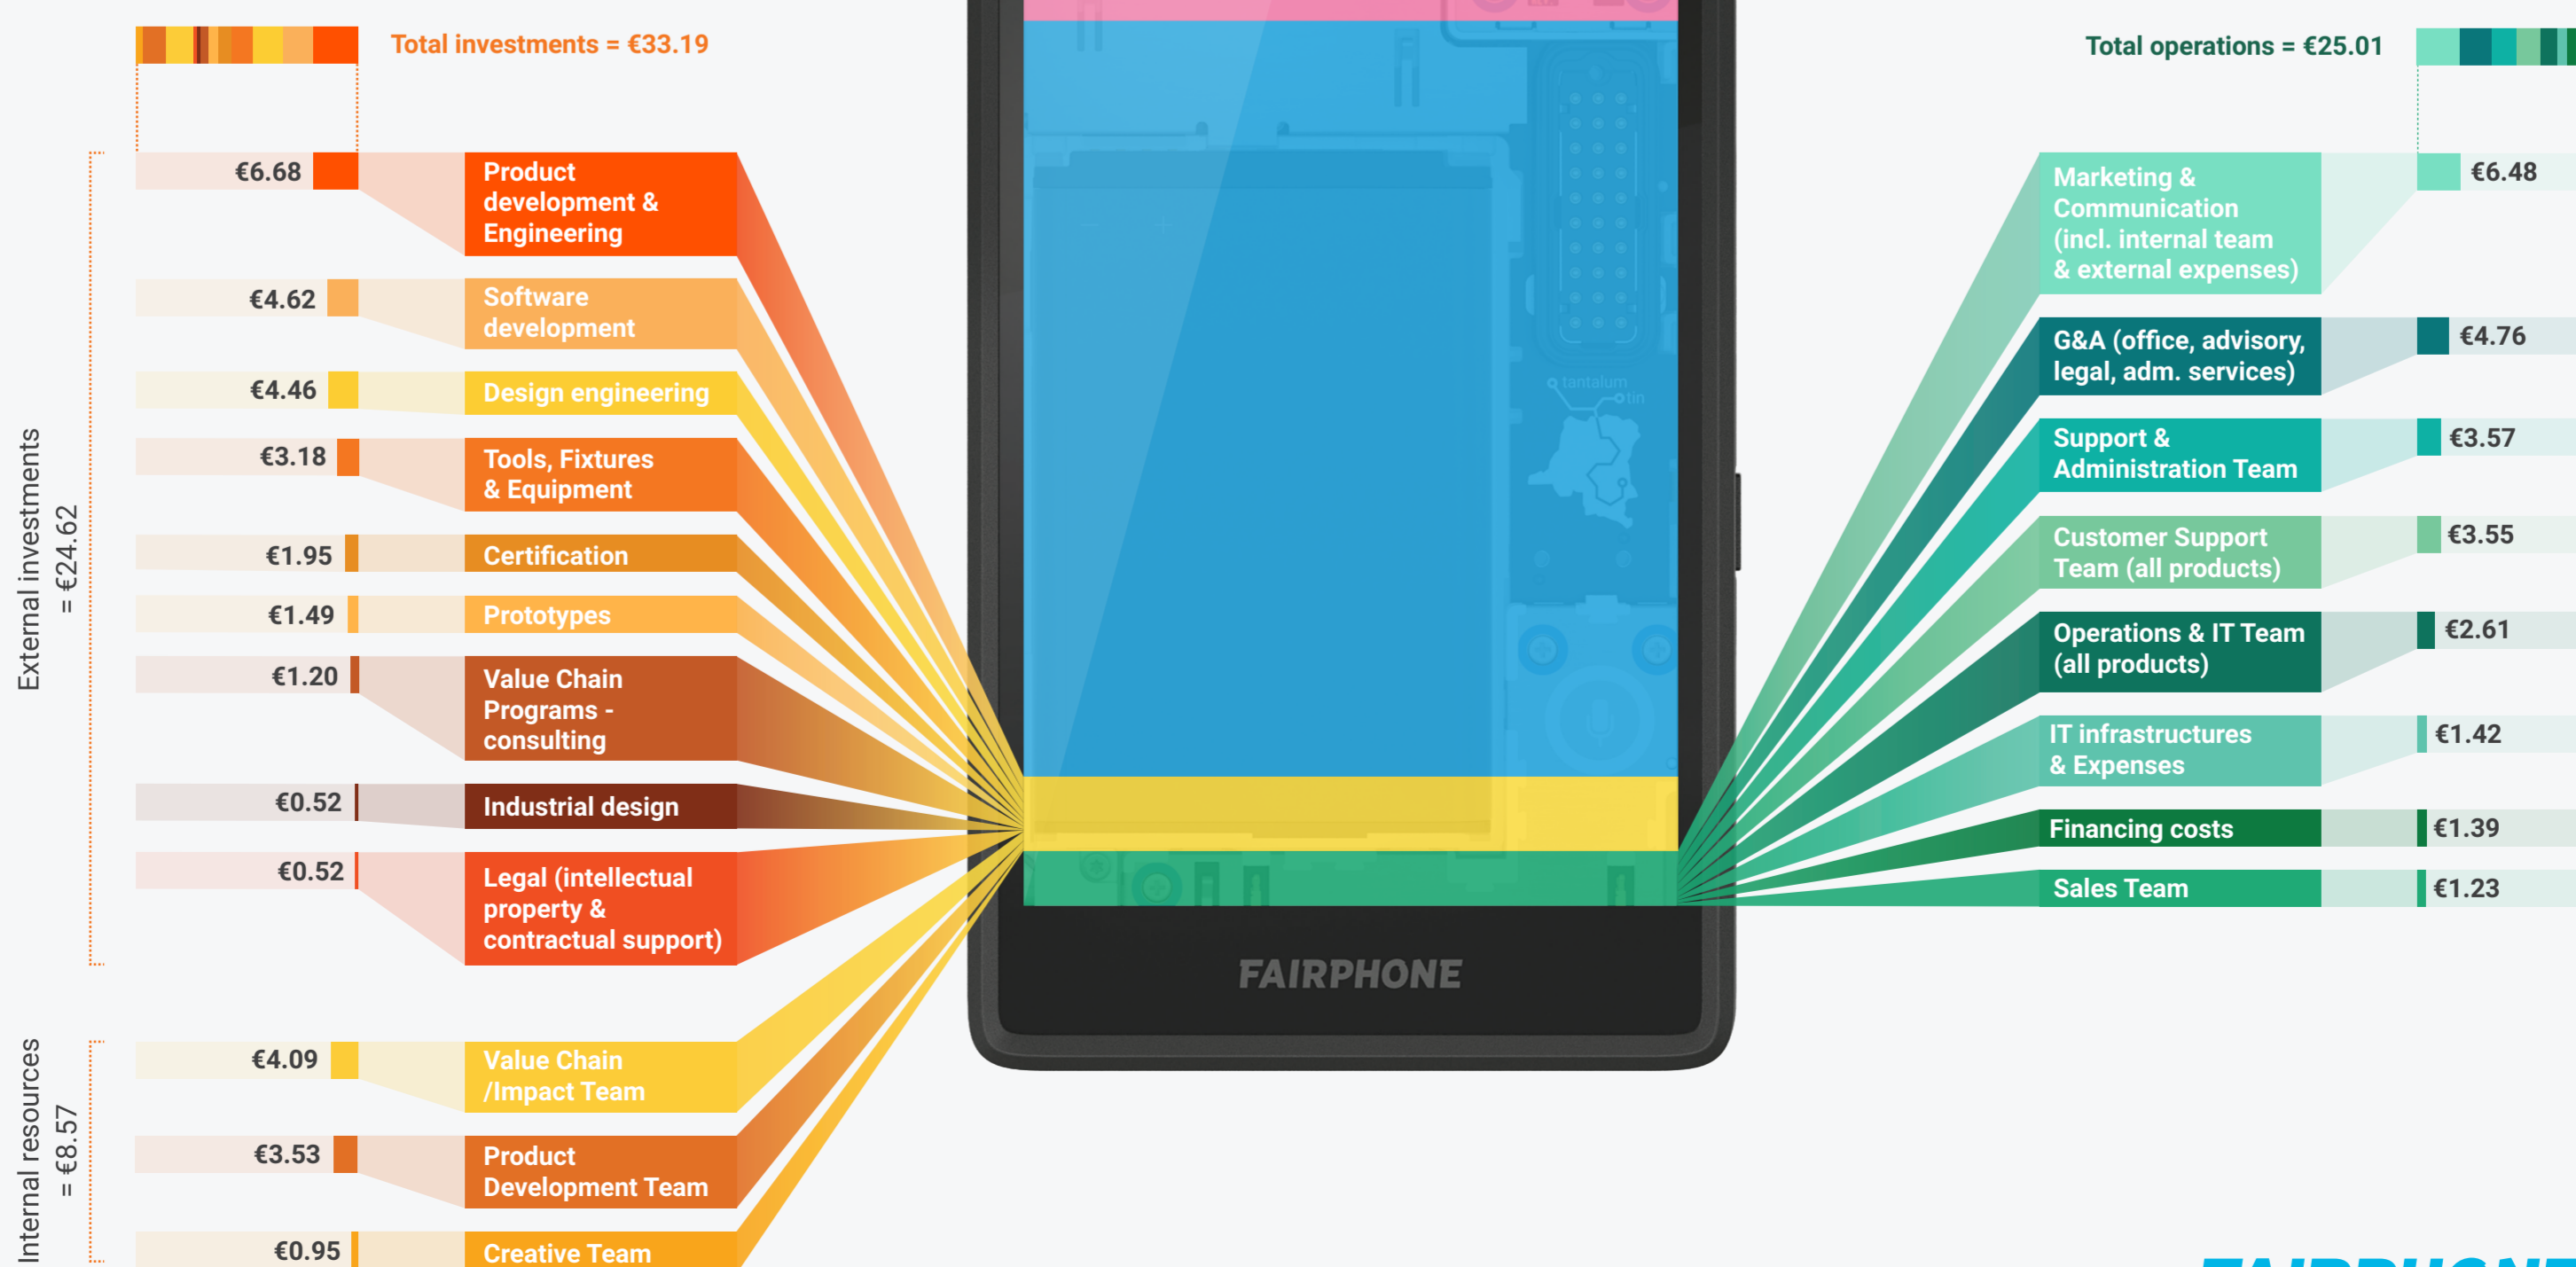 Total investments = €33.19
External investments
= €24.62
€6.68
Product
development &
Engineering
€4.62
Software
development
€4.46
Design engineering
€3.18
Tools, Fixtures
& Equipment
€1.95
Certification
€1.49
Prototypes
€1.20
Value Chain
Programs -
consulting
€0.52
Industrial design
€0.52
Legal (intellectual
property &
contractual support)
Internal resources
= €8.57
€4.09
Value Chain
/Impact Team
€3.53
Product
Development Team
€0.95
Creative Team
tantalum
tin
FAIRPHONE
Total operations = €25.01
Marketing &
Communication
(incl. internal team
& external expenses)
€6.48
G&A (office, advisory,
legal, adm. services)
€4.76
Support &
Administration Team
€3.57
Customer Support
Team (all products)
€3.55
Operations & IT Team
(all products)
€2.61
IT infrastructures
& Expenses
€1.42
Financing costs
€1.39
Sales Team
€1.23
FAIRPHONE